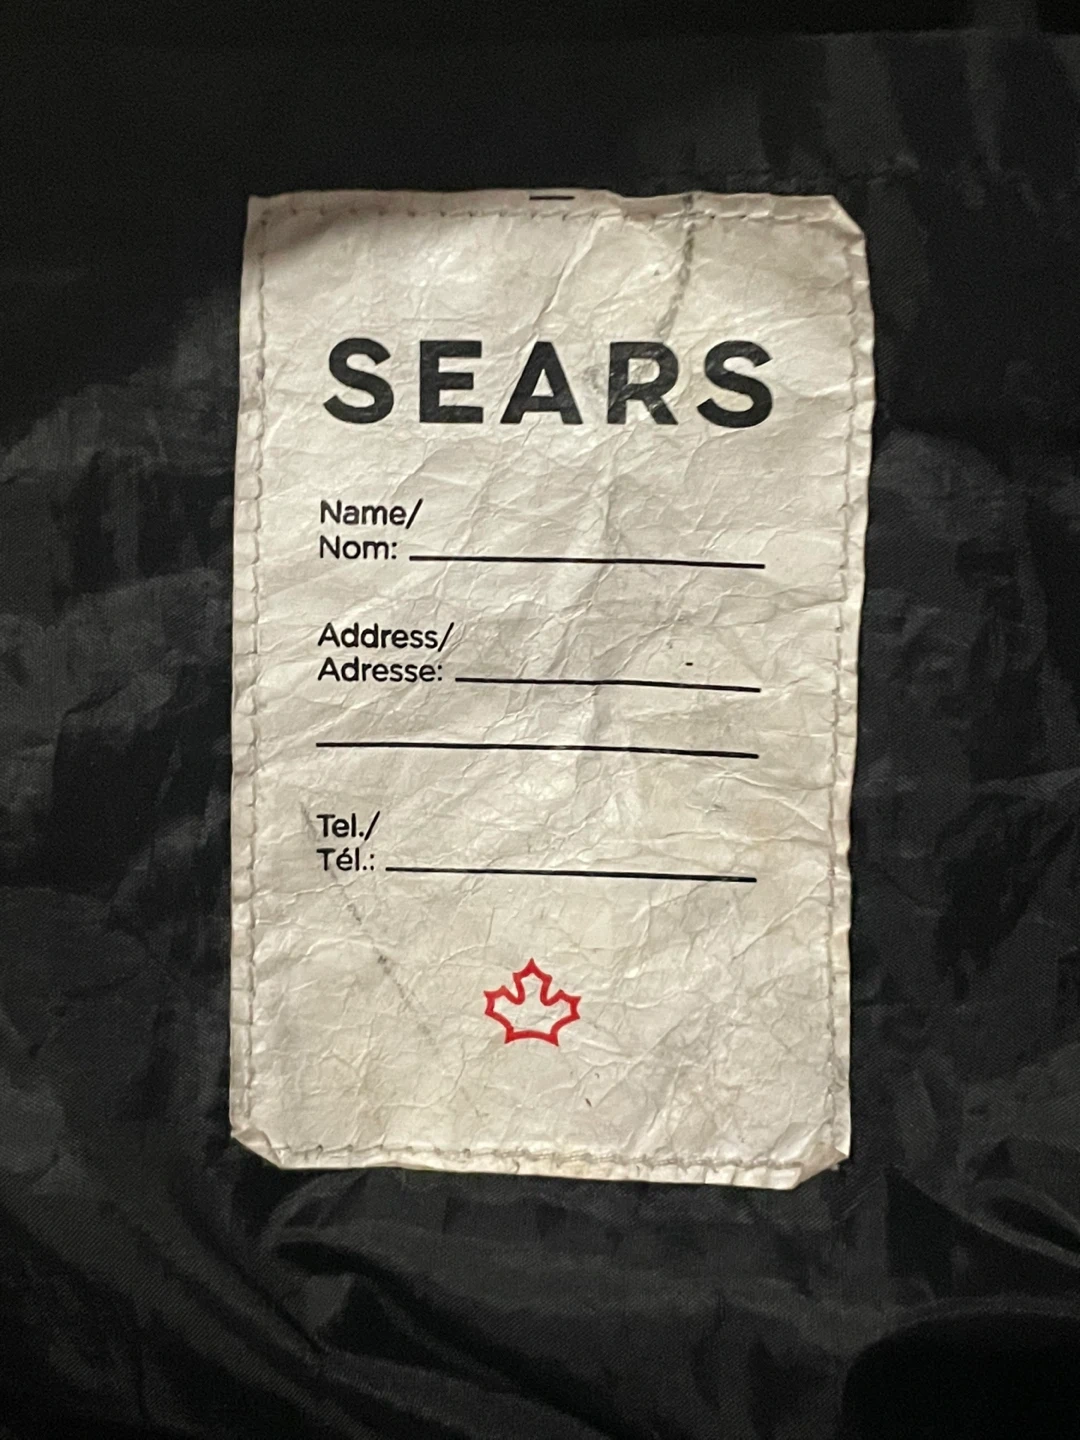 SEARS
Name/
Nom:
Address/
Adresse:
Tel./
Tél.: